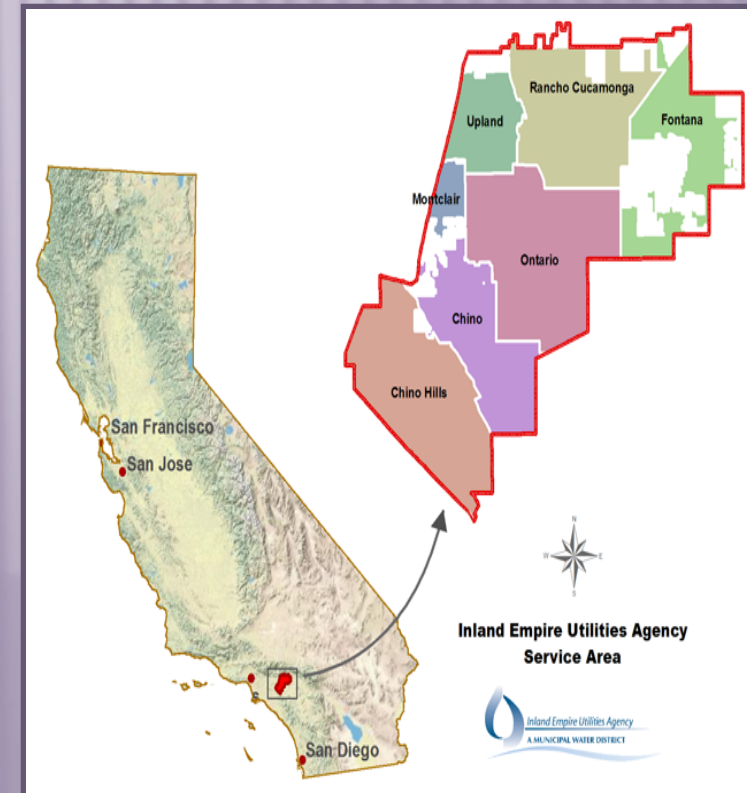 Rancho Cucamonga
Upland
Fontana
Montclair
Ontario
Chino
Chino Hills
San Francisco
San Jose
San Diego
s
N
W
E
S
Inland Empire Utilities Agency
Service Area
Inland Empire Utilities Agency
A MUNICIPAL WATER DISTRICT